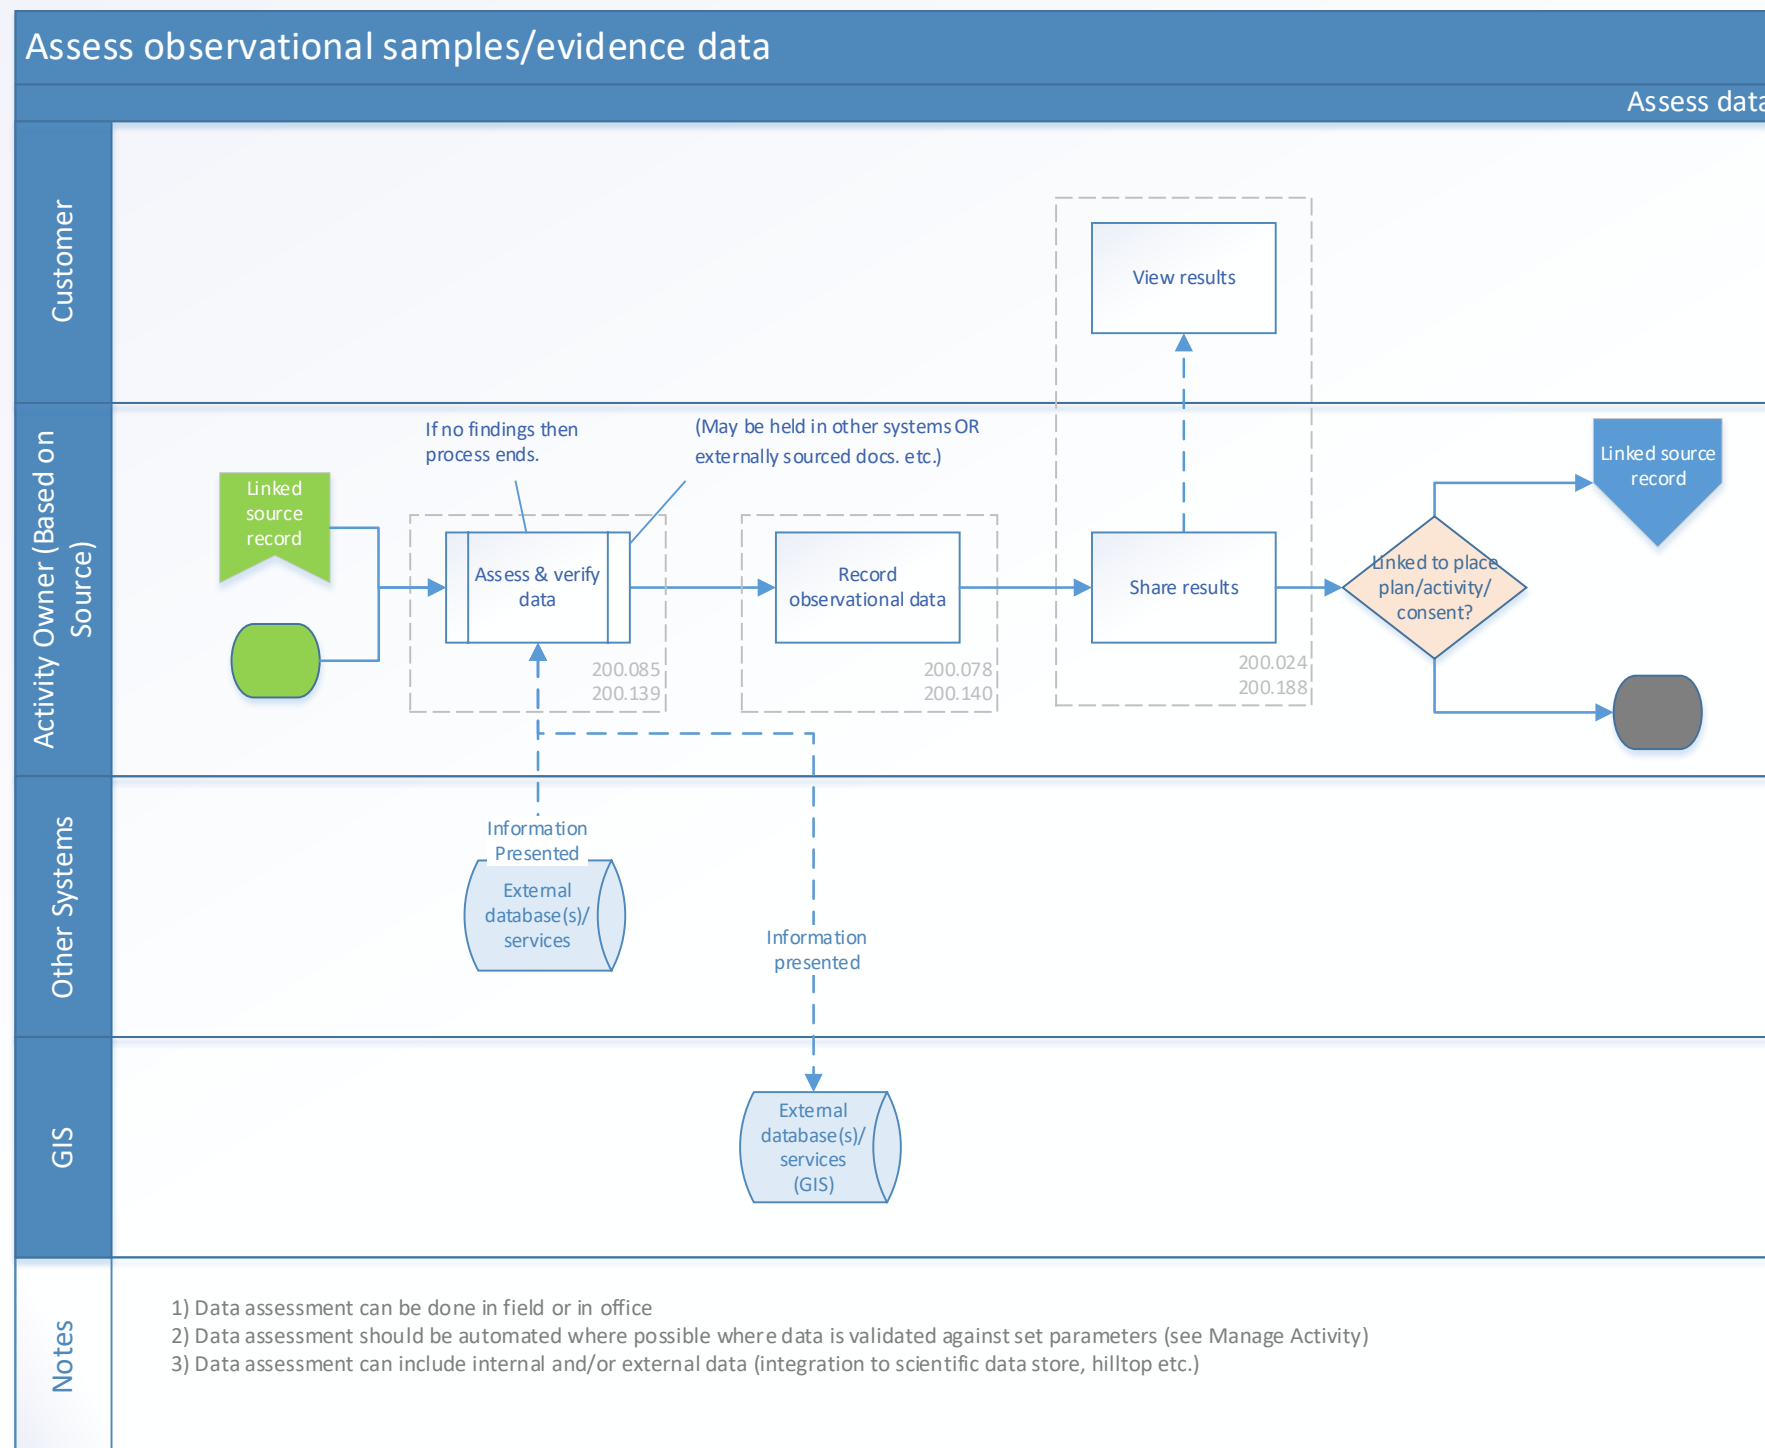 Assess observational samples/evidence data
Assess data
Customer
View results
Activity Owner (Based on
Source)
If no findings then
process ends.
(May be held in other systems OR
externally sourced docs. etc.)
Linked
source
record
Assess & verify
data
200.085
200.139
Record
observational data
200.078
200.140
Share results
200.024
200.188
Linked to place
plan/activity/
consent?
Linked source
record
Other Systems
Information
Presented
External
database(s)/
services
Information
presented
GIS
External
database(s)/
services
(GIS)
Notes
1) Data assessment can be done in field or in office
2) Data assessment should be automated where possible where data is validated against set parameters (see Manage Activity)
3) Data assessment can include internal and/or external data (integration to scientific data store, hilltop etc.)